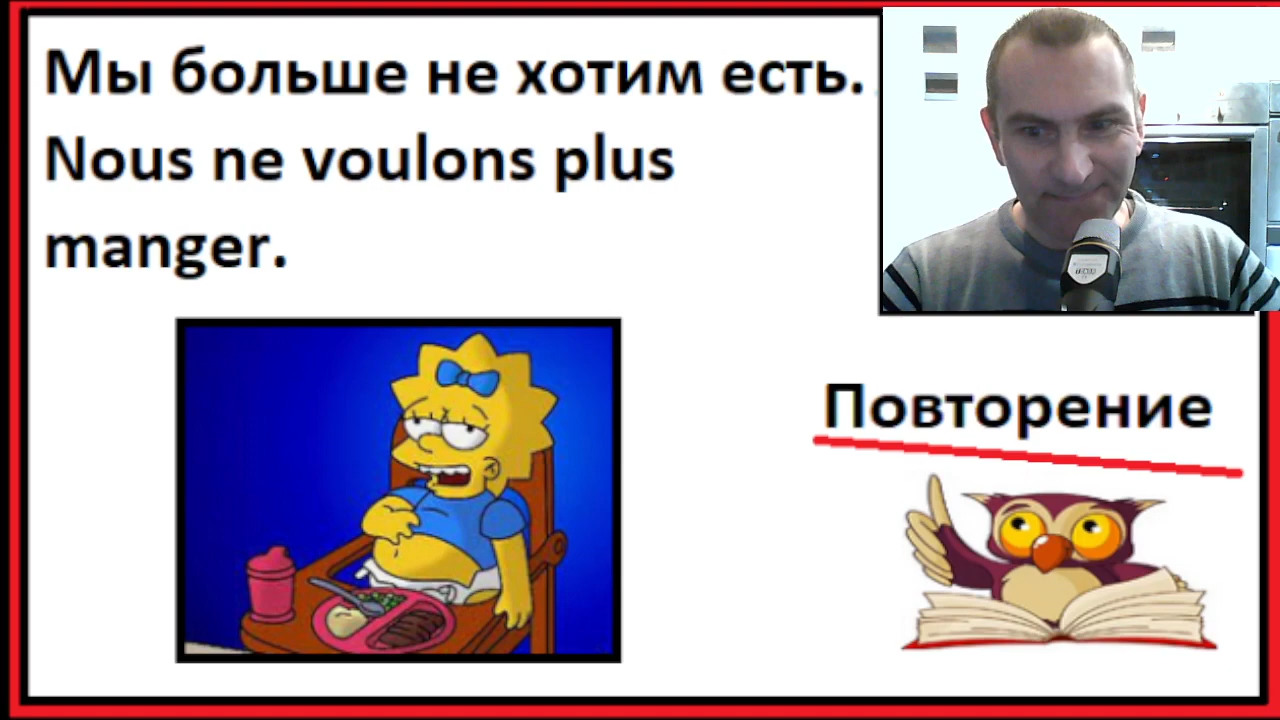 Мы больше не хотим есть.
Nous ne voulons plus
manger.
Повторение